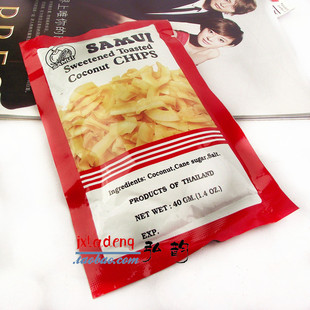 SAMUI
Sweetened Toasted
Coconut CHIPS
Ingredients: Coconut,Cane sugar,Salt.
PRODUCTS OF THAILAND
NET WET : 40 GM.[1.4 OZ.]
EXP.
jxladeng
.taobao.com